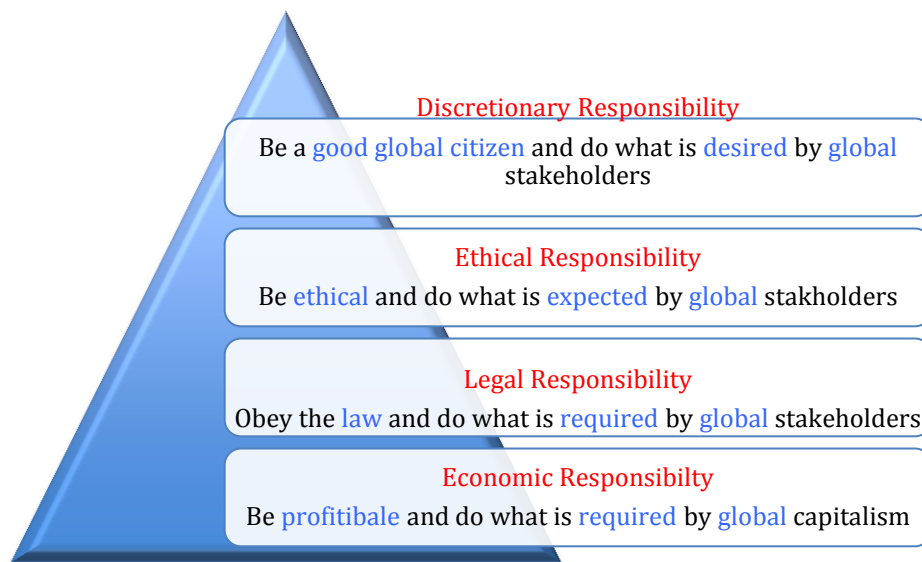 Discretionary Responsibility
Be a good global citizen and do what is desired by global
stakeholders
Ethical Responsibility
Be ethical and do what is expected by global stakholders
Legal Responsibility
Obey the law and do what is required by global stakeholders
Economic Responsibilty
Be profitibale and do what is required by global capitalism